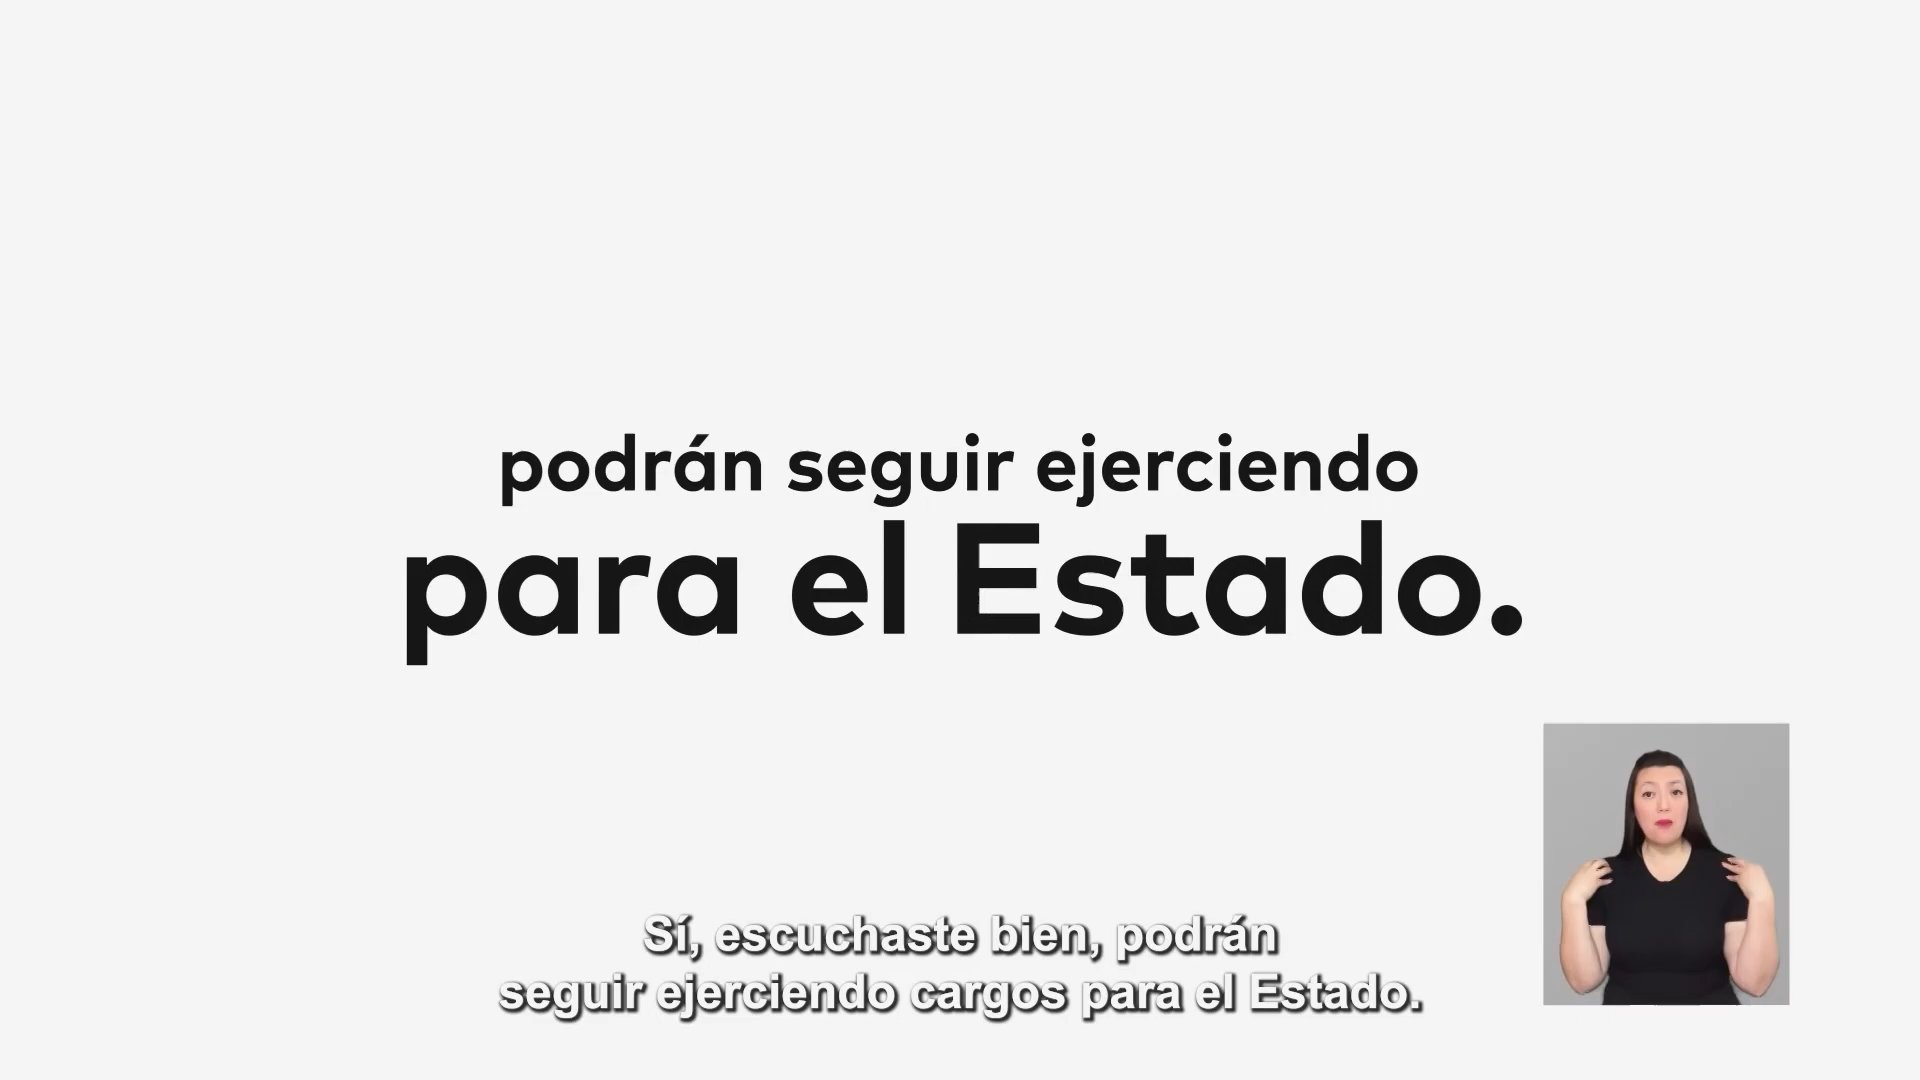 podrán seguir ejerciendo
para el Estado.
Sí, escuchaste bien, podrán
seguir ejerciendo cargos para el Estado.